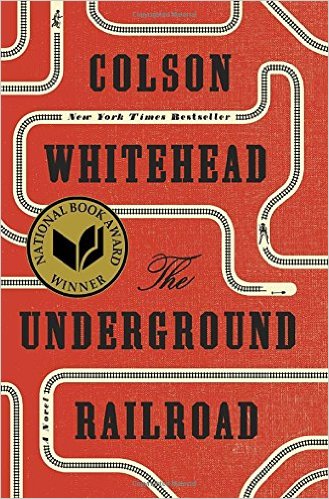 COLSON
New York Times Bestseller
WHITEHEAD
NATIONAL BOOK AWARD
WINNER
The
UNDERGROUND
RAILROAD
A Novel